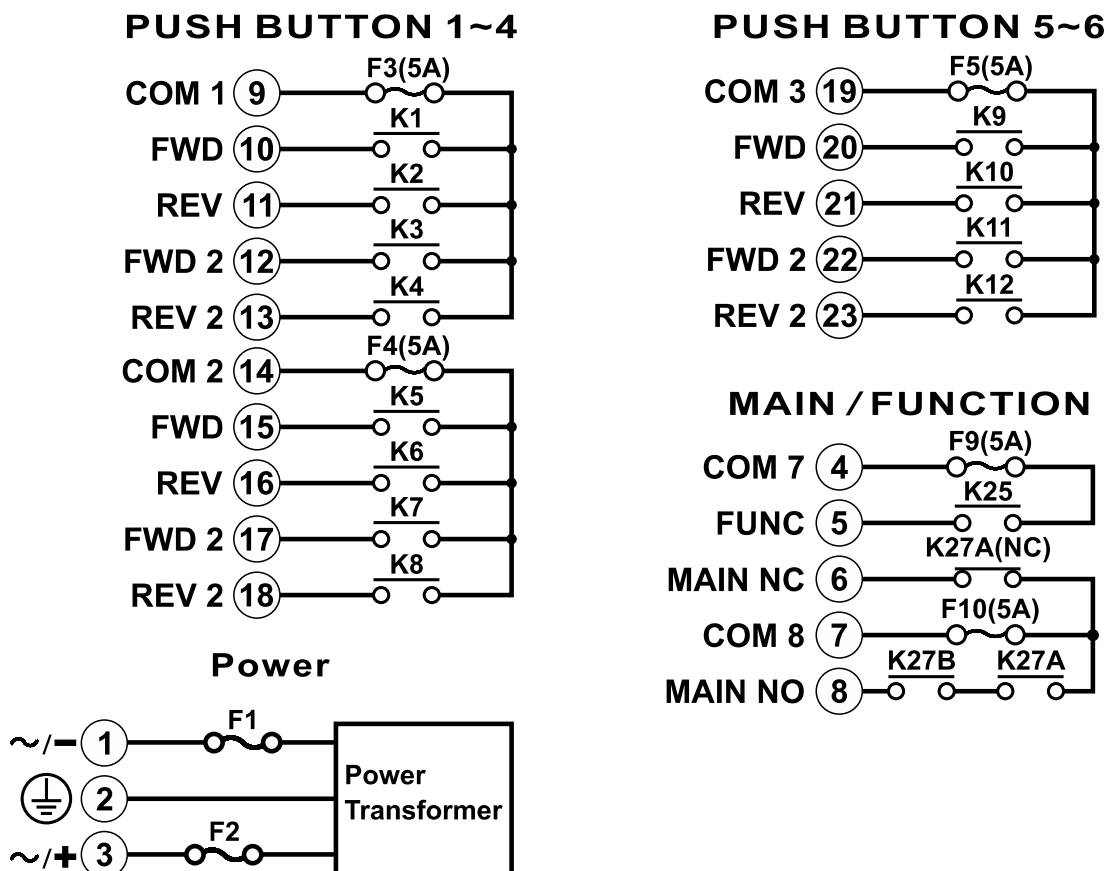 PUSH BUTTON 1~4
F3(5A)
COM 1 9
K1
FWD 10
K2
REV 11
K3
FWD 2 12
K4
REV 2 13
F4(5A)
COM 2 14
K5
FWD 15
K6
REV 16
K7
FWD 2 17
K8
REV 2 18
PUSH BUTTON 5~6
F5(5A)
COM 3 19
K9
FWD 20
K10
REV 21
K11
FWD 2 22
K12
REV 2 23
MAIN / FUNCTION
F9(5A)
COM 7 4
K25
FUNC 5
K27A(NC)
MAIN NC 6
F10(5A)
COM 8 7
K27B K27A
MAIN NO 8
Power
F1
~/- 1
2
F2
~/+ 3
Power
Transformer